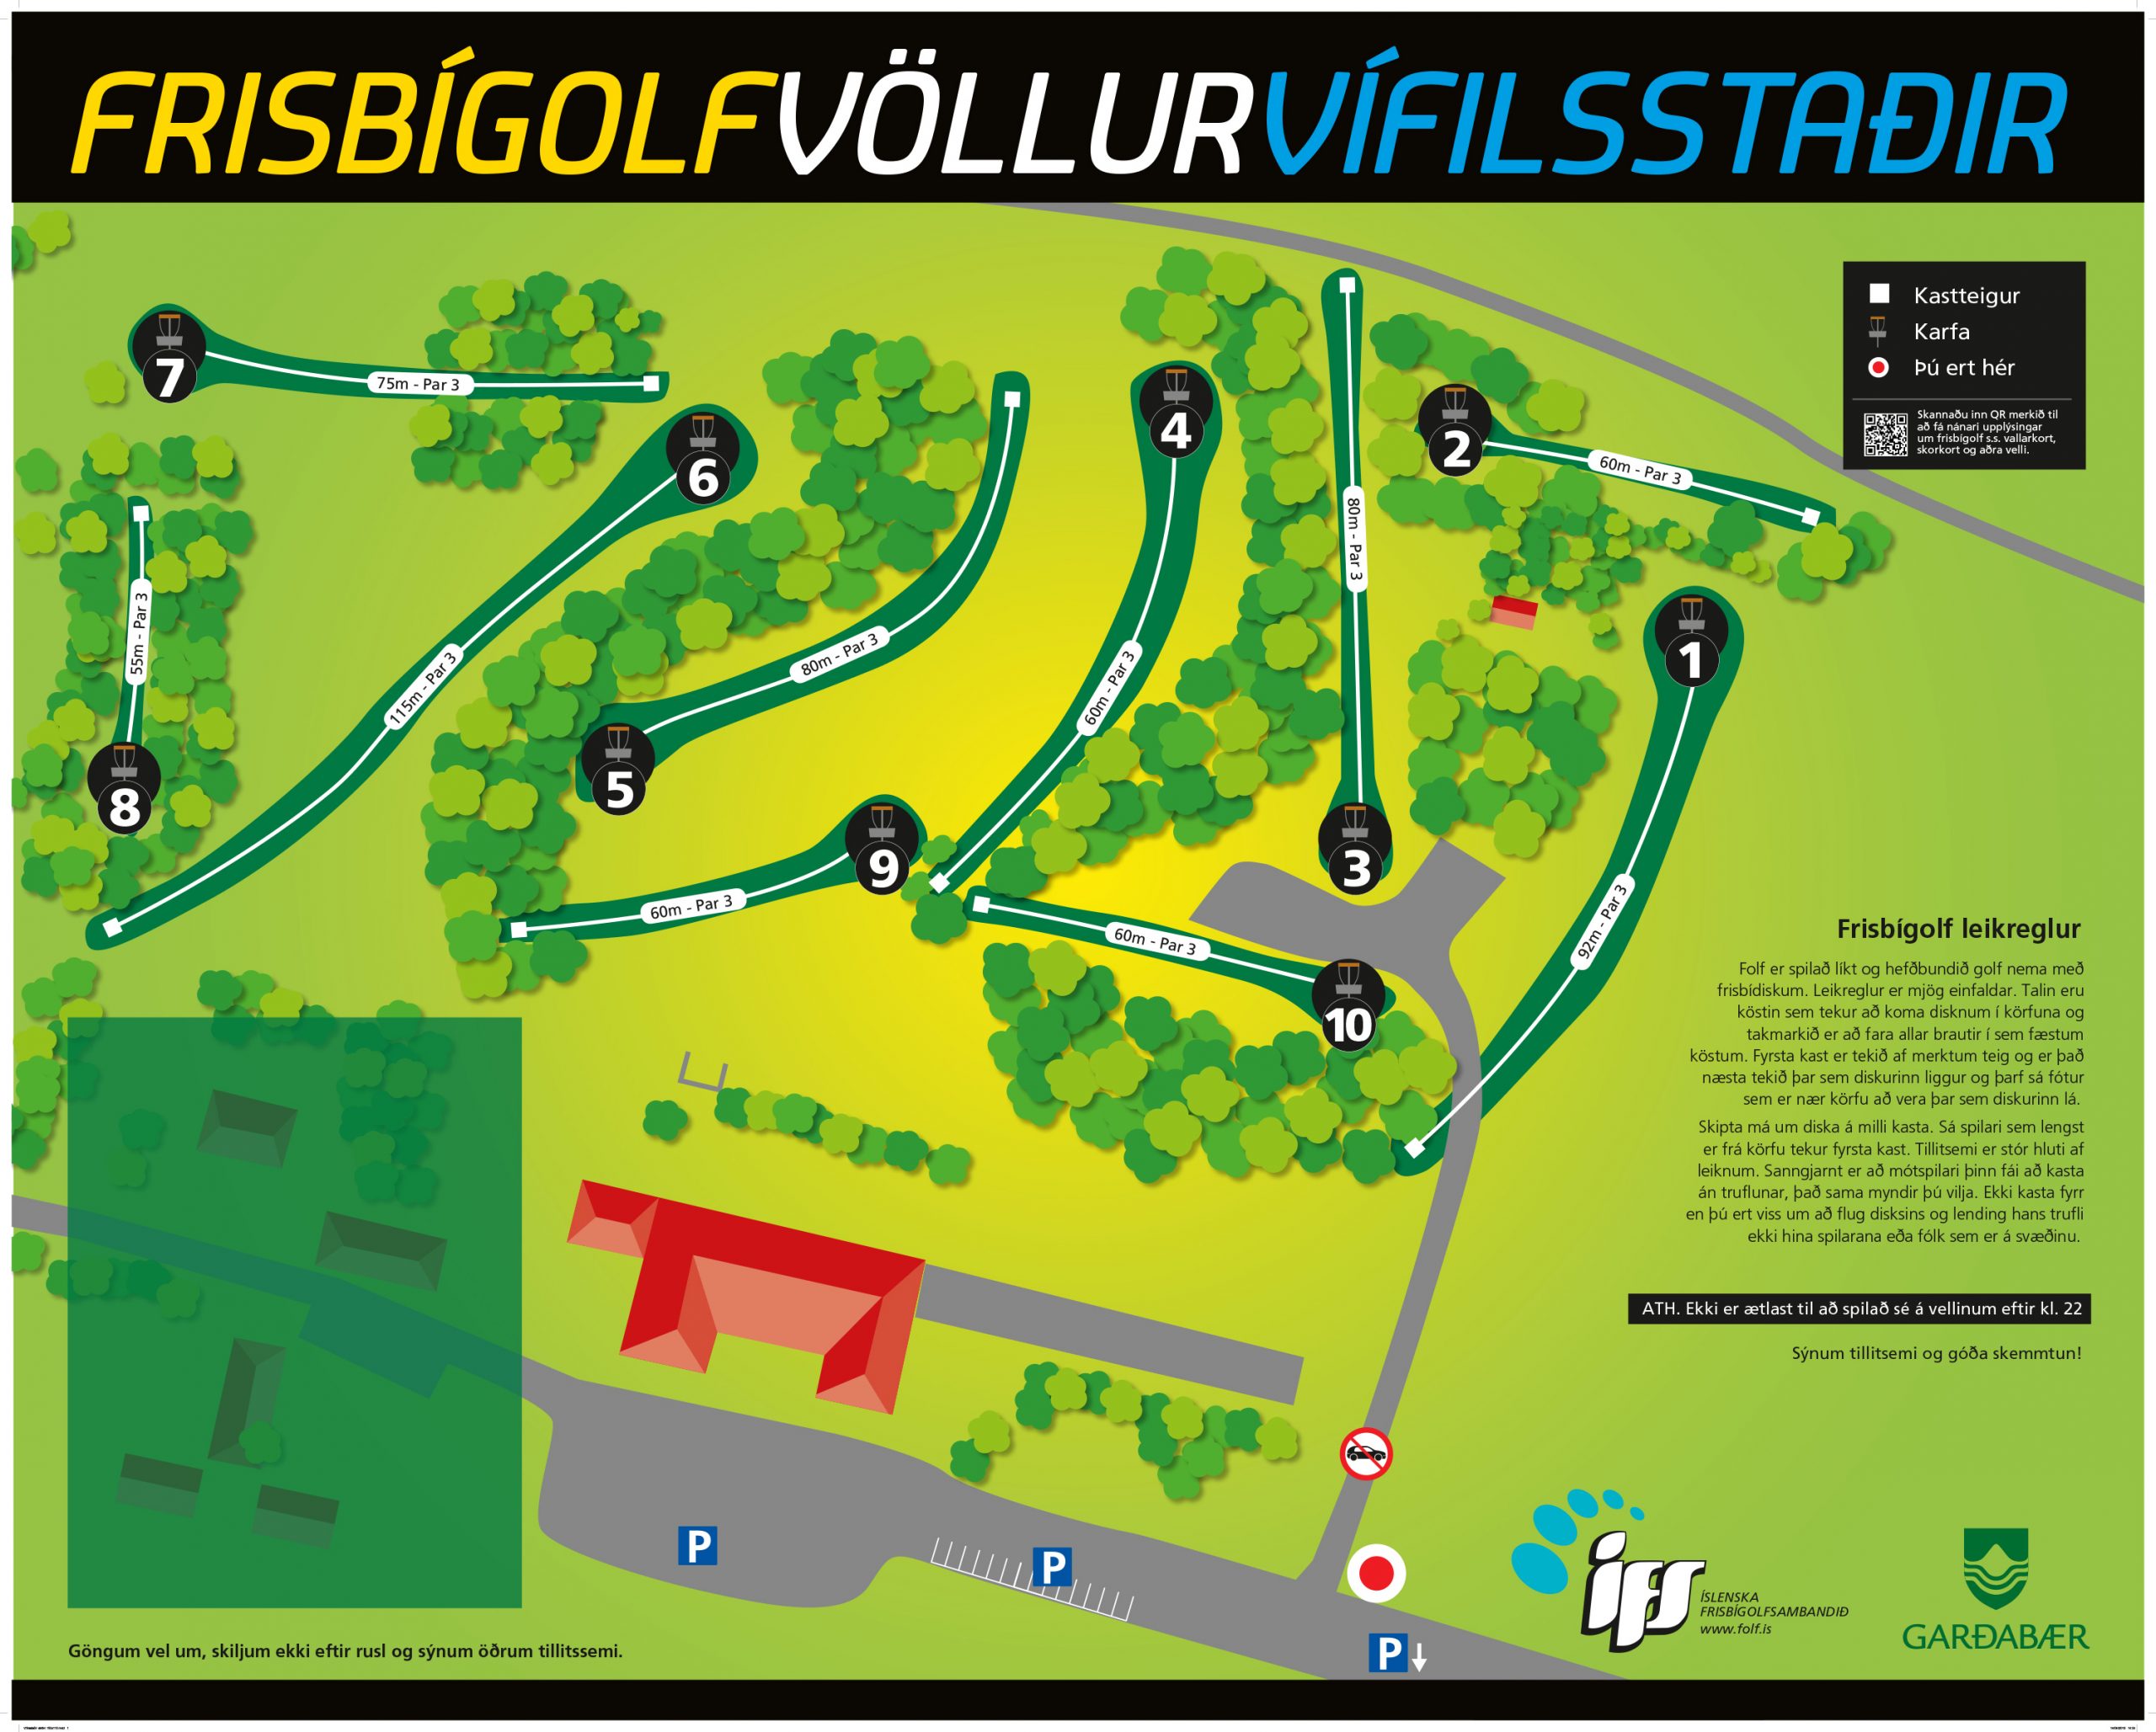 FRISBÍGOLFVÖLLURVÍFILSSTAÐIR
Kastteigur
Karfa
Þú ert hér
Skannaðu inn QR merkið til
að fá nánari upplýsingar
um frisbígolf s.s. vallarkort,
skorkort og aðra velli.
7
75m - Par 3
6
115m - Par 3
4
60m - Par 3
2
60m - Par 3
80m - Par 3
3
1
92m - Par 3
55m - Par 3
8
80m - Par 3
5
9
60m - Par 3
60m - Par 3
10
Frisbígolf leikreglur
Folf er spilað líkt og hefðbundið golf nema með
frisbídiskum. Leikreglur er mjög einfaldar. Talin eru
köstin sem tekur að koma disknum í körfuna og
takmarkið er að fara allar brautir í sem fæstum
köstum. Fyrsta kast er tekið af merktum teig og er það
næsta tekið þar sem diskurinn liggur og þarf sá fótur
sem er nær körfu að vera þar sem diskurinn lá.
Skipta má um diska á milli kasta. Sá spilari sem lengst
er frá körfu tekur fyrsta kast. Tillitsemi er stór hluti af
leiknum. Sanngjarnt er að mótspilari þinn fái að kasta
án truflunar, það sama myndir þú vilja. Ekki kasta fyrr
en þú ert viss um að flug disksins og lending hans trufli
ekki hina spilarana eða fólk sem er á svæðinu.
ATH. Ekki er ætlast til að spilað sé á vellinum eftir kl. 22
Sýnum tillitsemi og góða skemmtun!
P
P
P
ífs
ÍSLENSKA
FRISBÍGOLFSAMBANDIÐ
www.folf.is
GARÐABÆR
Göngum vel um, skiljum ekki eftir rusl og sýnum öðrum tillitssemi.